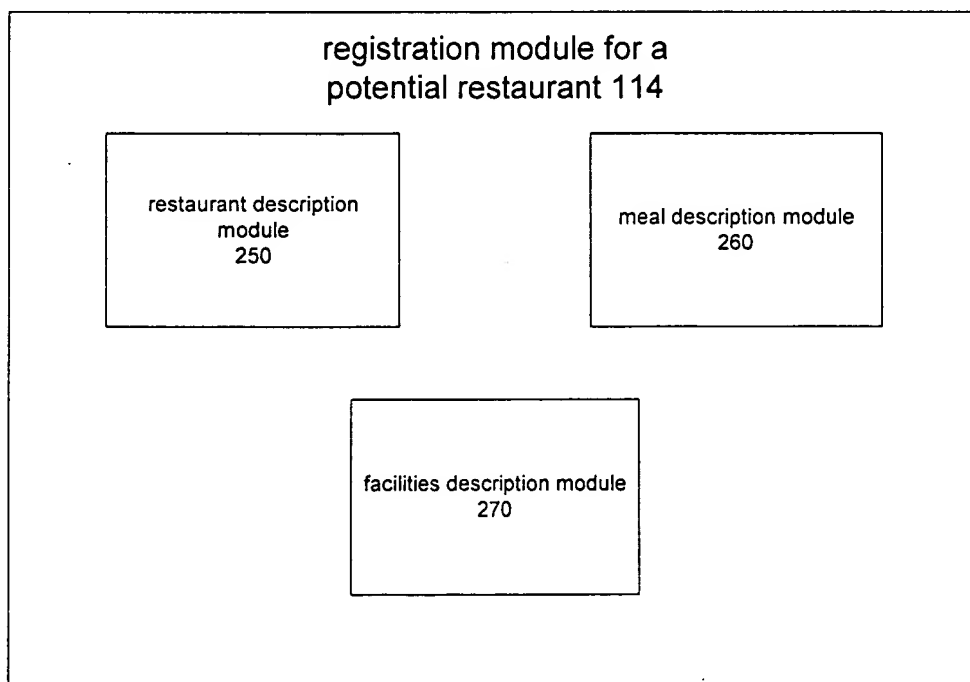 registration module for a
potential restaurant 114
restaurant description
module
250
meal description module
260
facilities description module
270